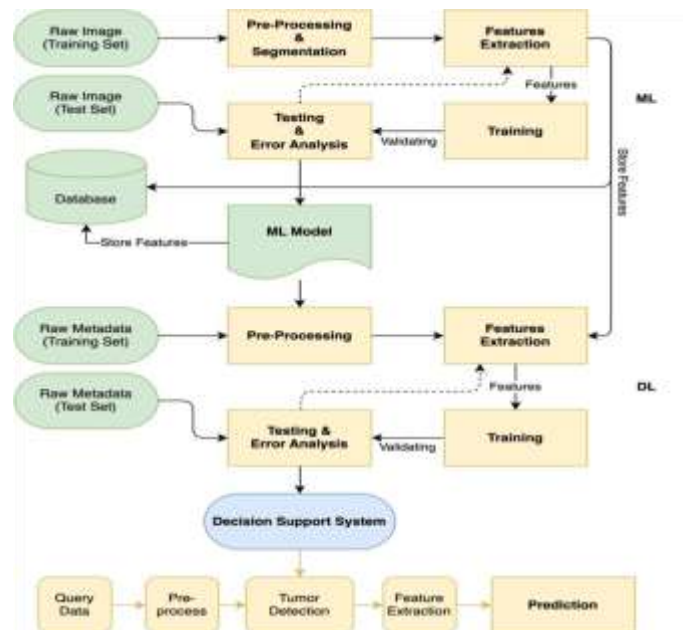 Raw Image
(Training Set)
Pre-Processing
&
Segmentation
Features
Extraction
Features
ML
Raw Image
(Test Set)
Testing
&
Error Analysis
Validating
Training
Store Features
Database
Store Features
ML Model
Raw Metadata
(Training Set)
Pre-Processing
Features
Extraction
Features
DL
Raw Metadata
(Test Set)
Testing &
Error Analysis
Validating
Training
Decision Support System
Query
Data
Pre-
process
Tumor
Detection
Feature
Extraction
Prediction